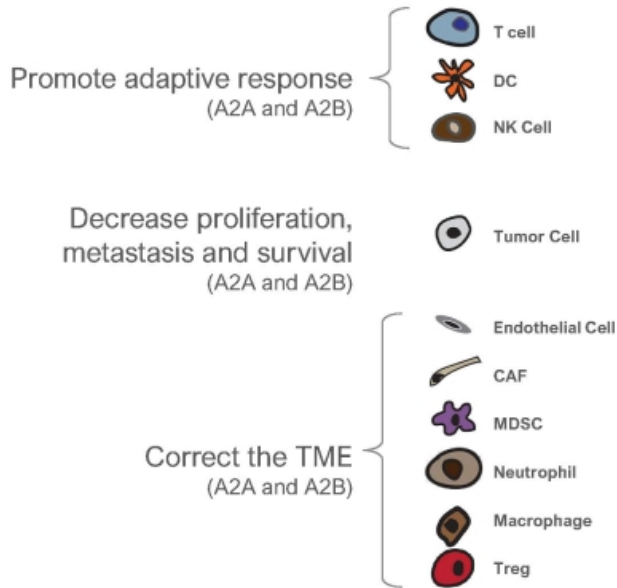 Promote adaptive response
(A2A and A2B)
T cell
DC
NK Cell
Decrease proliferation,
metastasis and survival
(A2A and A2B)
Tumor Cell
Correct the TME
(A2A and A2B)
Endothelial Cell
CAF
MDSC
Neutrophil
Macrophage
Treg